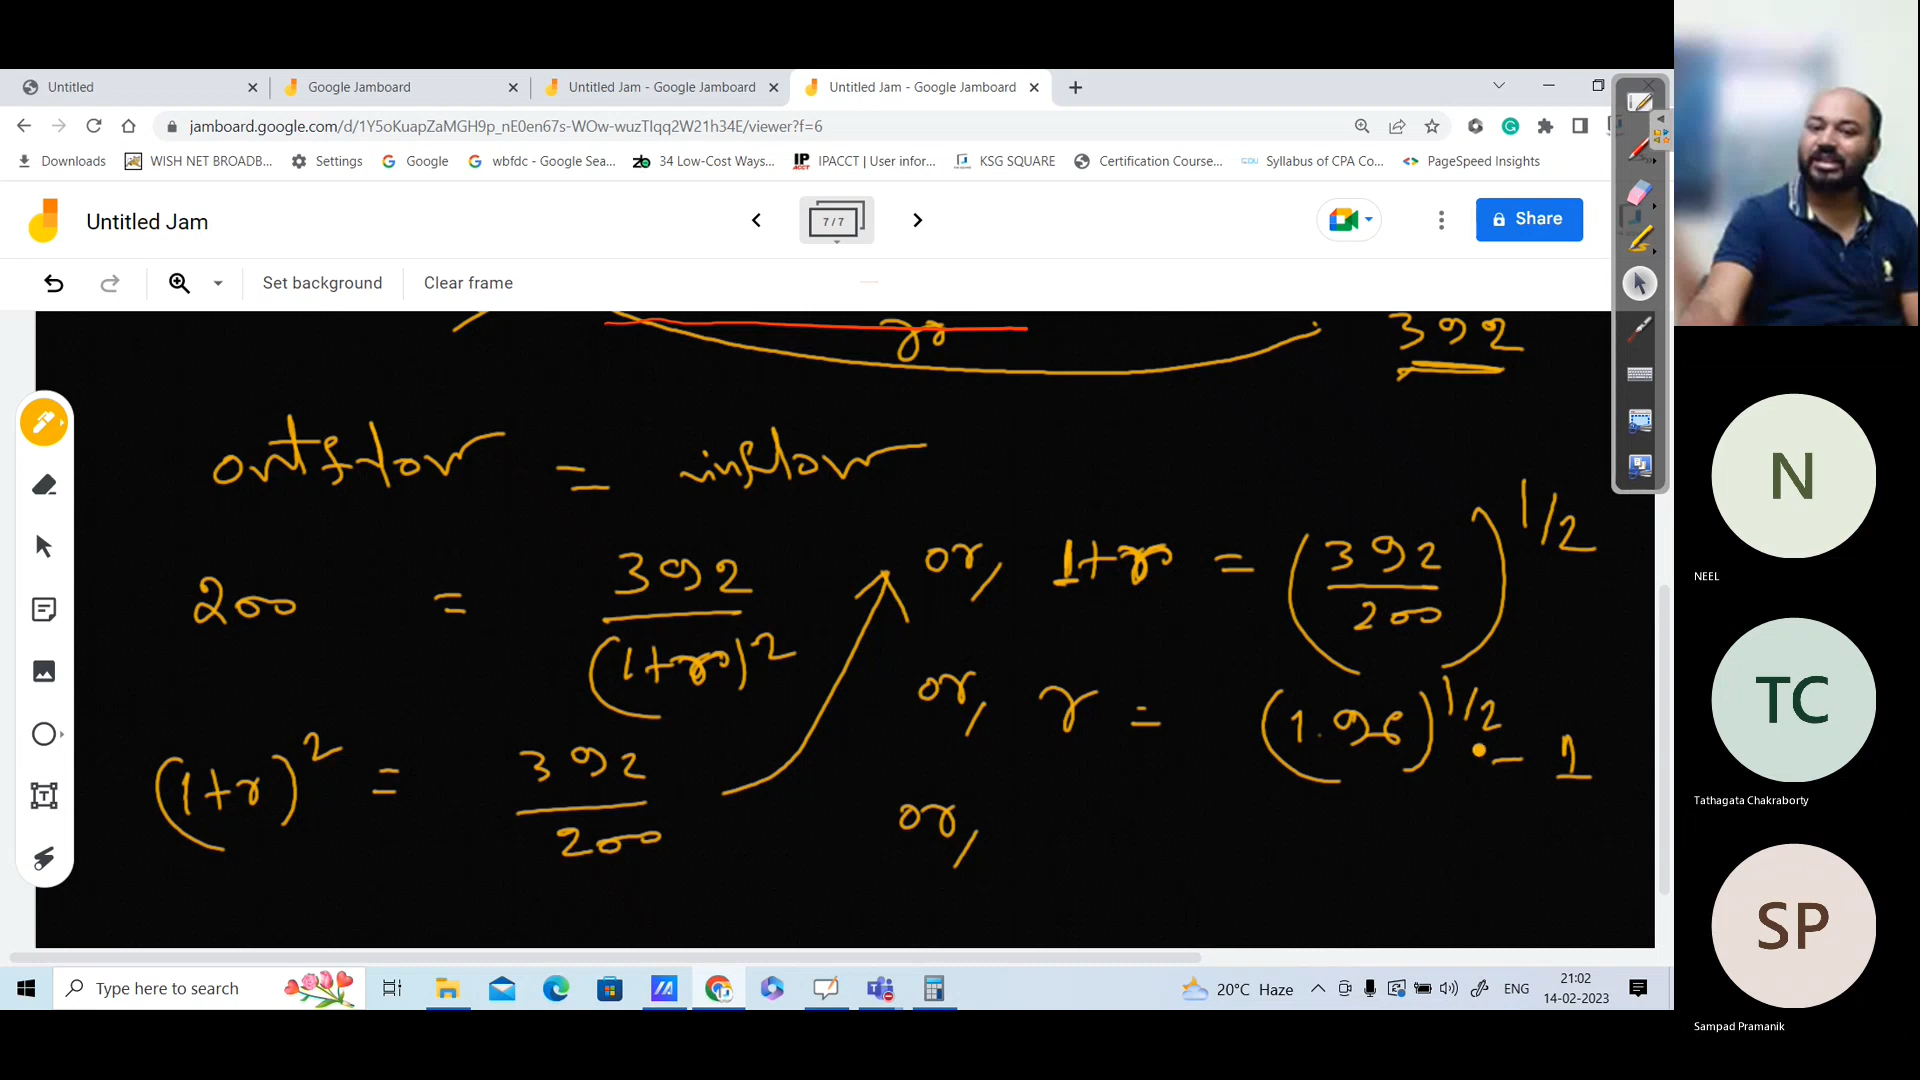 Untitled
Google Jamboard
Untitled Jam - Google Jamboard
Untitled Jam - Google Jamboard
jamboard.google.com/d/1Y5oKuapZaMGH9p_nE0en67s-WOw-wuzTIqq2W21h34E/viewer?f=6
Downloads
WISH NET BROADB...
Settings
Google
wbfdc - Google Sea...
34 Low-Cost Ways...
IPACCT | User infor...
KSG SQUARE
Certification Course...
Syllabus of CPA Co...
PageSpeed Insights
Untitled Jam
7 / 7
Share
Set background
Clear frame
392
outflow = inflow
200 = 392/(1+r)^2
(1+r)^2 = 392/200
or, 1+r = (392/200)^1/2
or, r = (1.96)^1/2 - 1
or,
Type here to search
20°C Haze
ENG
21:02
14-02-2023
N
NEEL
TC
Tathagata Chakraborty
SP
Sampad Pramanik